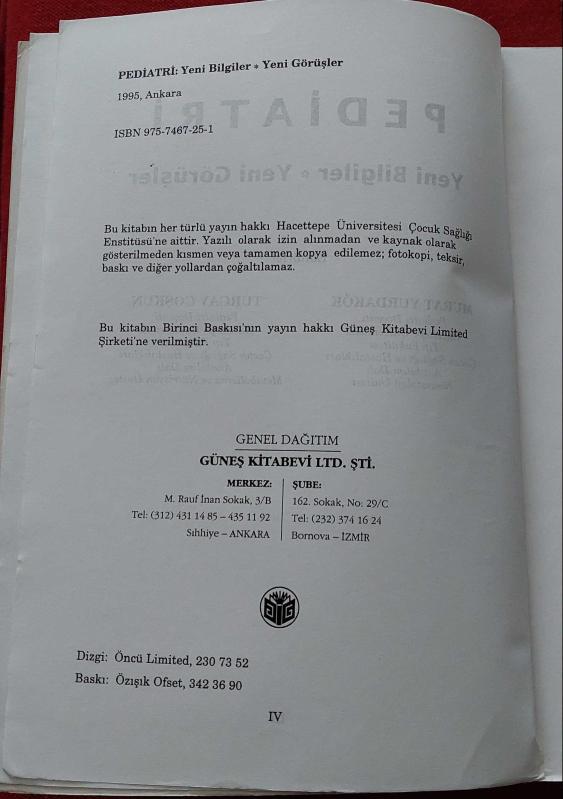 PEDİATRİ: Yeni Bilgiler * Yeni Görüşler
1995, Ankara
ISBN 975-7467-25-1
Bu kitabın her türlü yayın hakkı Hacettepe Üniversitesi Çocuk Sağlığı
Enstitüsü'ne aittir. Yazılı olarak izin alınmadan ve kaynak olarak
gösterilmeden kısmen veya tamamen kopya edilemez; fotokopi, teksir,
baskı ve diğer yollardan çoğaltılamaz.
Bu kitabın Birinci Baskısı'nın yayın hakkı Güneş Kitabevi Limited
Şirketi'ne verilmiştir.
GENEL DAĞITIM
GÜNEŞ KİTABEVİ LTD. ŞTİ.
MERKEZ:
M. Rauf İnan Sokak, 3/B
Tel: (312) 431 14 85 – 435 11 92
Sıhhiye – ANKARA
ŞUBE:
162. Sokak, No: 29/C
Tel: (232) 374 16 24
Bornova – İZMİR
Dizgi: Öncü Limited, 230 73 52
Baskı: Özışık Ofset, 342 36 90
IV